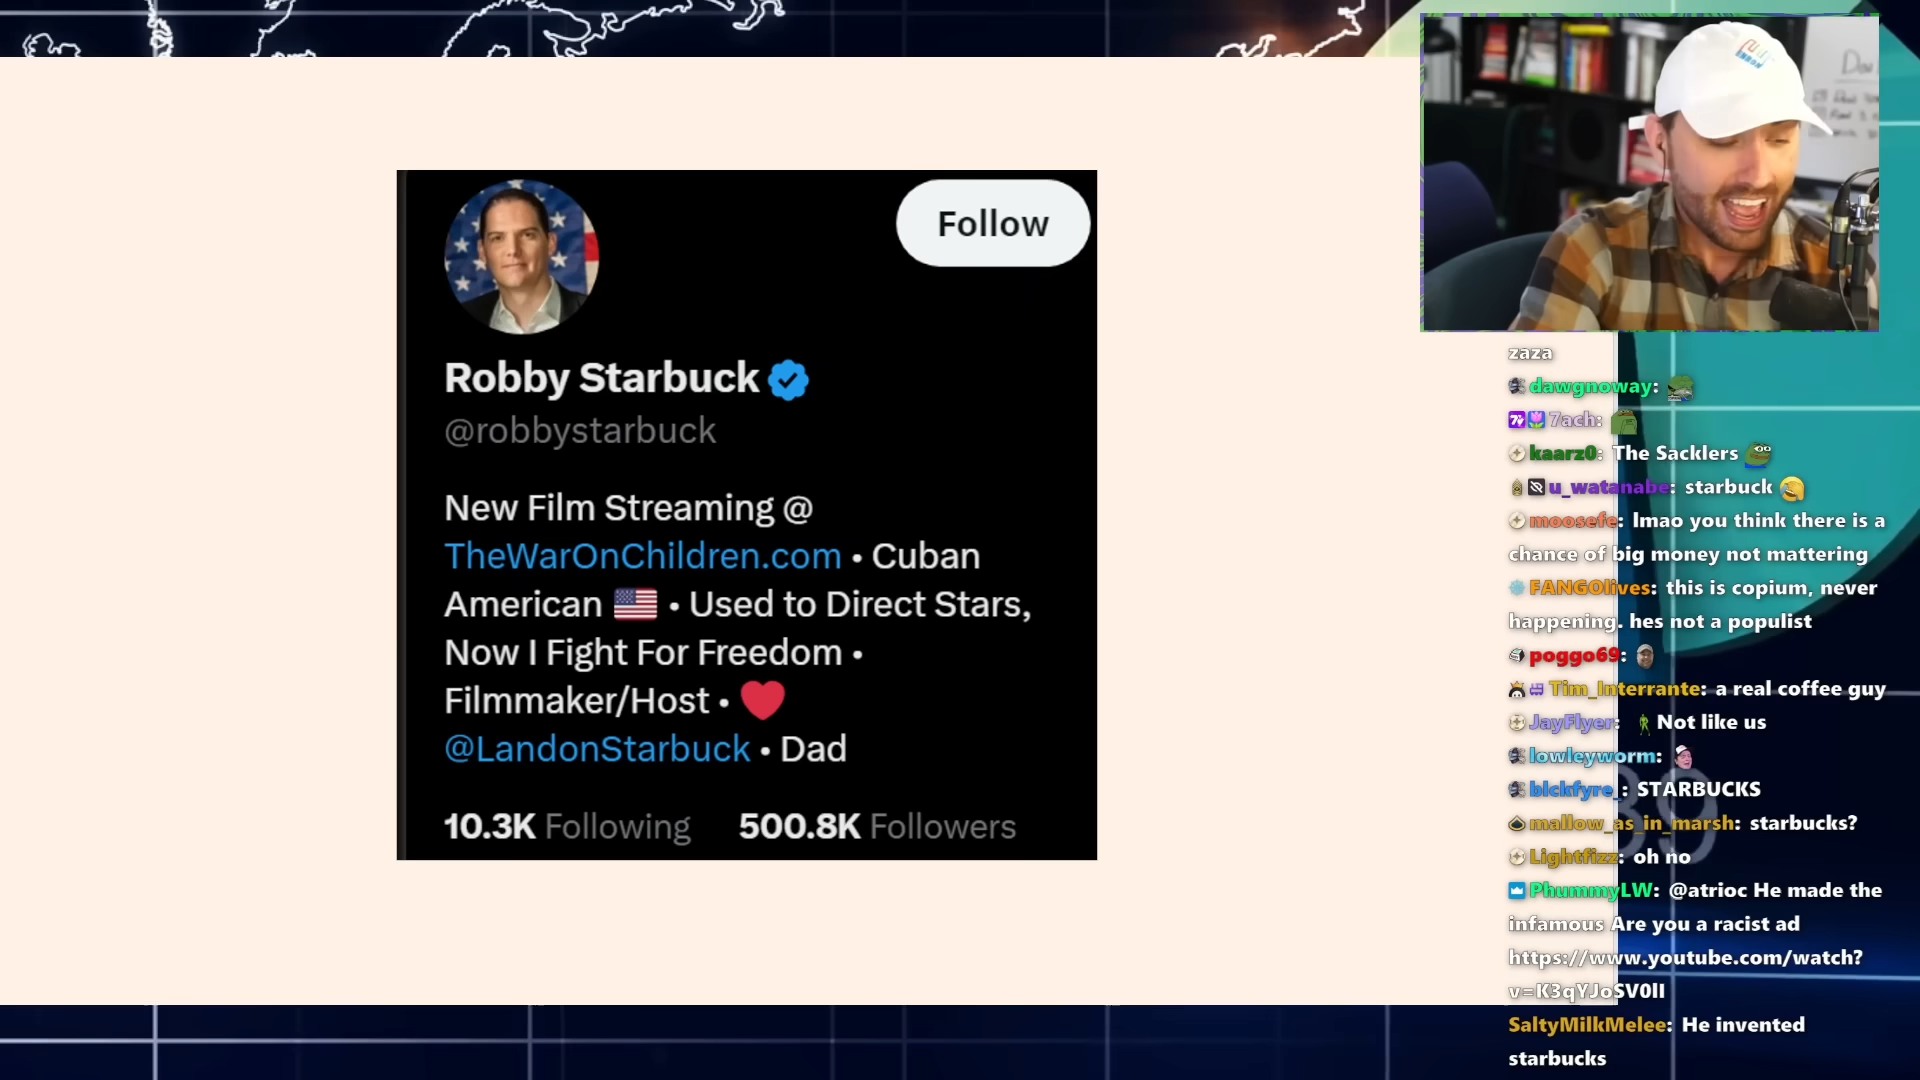 Follow
Robby Starbuck
@robbystarbuck
New Film Streaming @
TheWarOnChildren.com • Cuban
American 🇺🇸 • Used to Direct Stars,
Now I Fight For Freedom •
Filmmaker/Host • ❤️
@LandonStarbuck • Dad
10.3K Following 500.8K Followers
zaza
dawgnoway:
7ach:
kaarz0: The Sacklers
u_watanabe: starbuck
moosefe: lmao you think there is a
chance of big money not mattering
FANGOlives: this is copium, never
happening. hes not a populist
poggo69:
Tim_Interrante: a real coffee guy
JayFlyer: Not like us
lowleyworm:
blckfyre_: STARBUCKS
mallow_as_in_marsh: starbucks?
Lightfizz: oh no
PhummyLW: @atrioc He made the
infamous Are you a racist ad
https://www.youtube.com/watch?
v=K3qYJoSV0lI
SaltyMilkMelee: He invented
starbucks